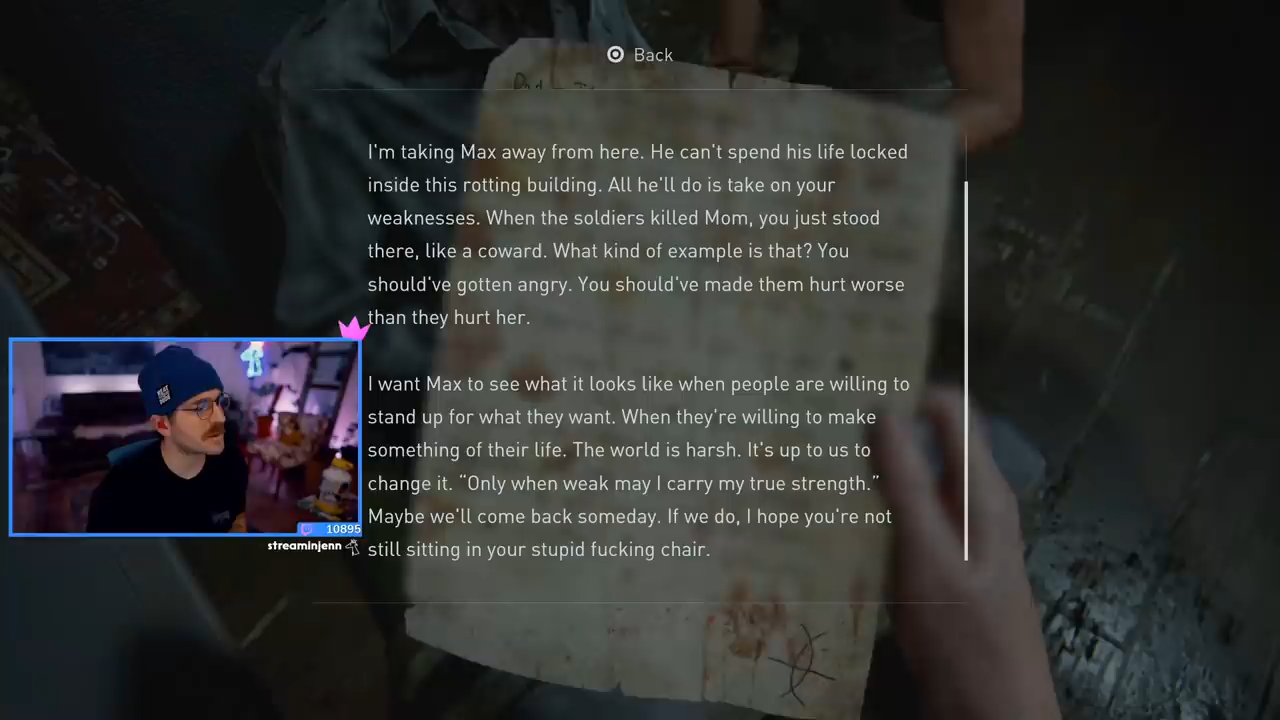 Back
I'm taking Max away from here. He can't spend his life locked
inside this rotting building. All he'll do is take on your
weaknesses. When the soldiers killed Mom, you just stood
there, like a coward. What kind of example is that? You
should've gotten angry. You should've made them hurt worse
than they hurt her.
I want Max to see what it looks like when people are willing to
stand up for what they want. When they're willing to make
something of their life. The world is harsh. It's up to us to
change it. “Only when weak may I carry my true strength.”
Maybe we'll come back someday. If we do, I hope you're not
still sitting in your stupid fucking chair.
10895
streaminjenn